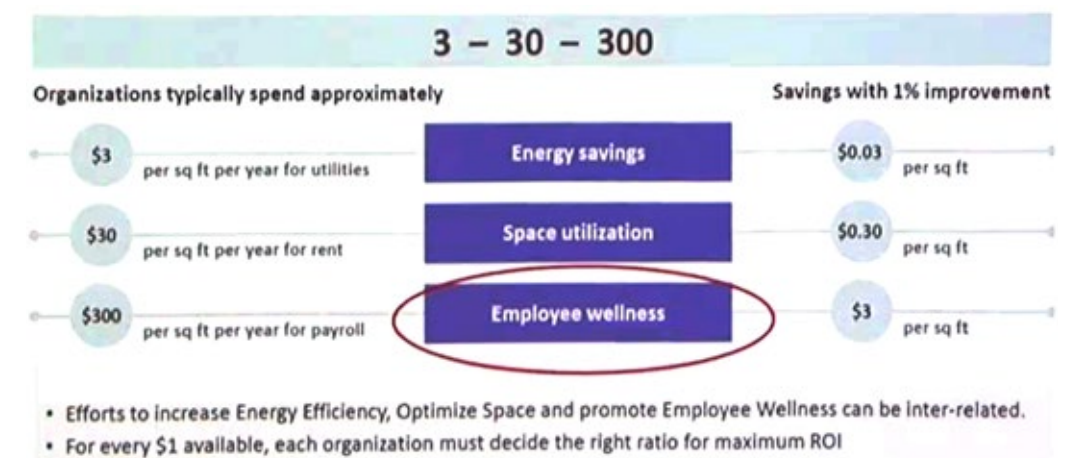 3 – 30 – 300
Organizations typically spend approximately
Savings with 1% improvement
$3 per sq ft per year for utilities
Energy savings
$0.03 per sq ft
$30 per sq ft per year for rent
Space utilization
$0.30 per sq ft
$300 per sq ft per year for payroll
Employee wellness
$3 per sq ft
• Efforts to increase Energy Efficiency, Optimize Space and promote Employee Wellness can be inter-related.
• For every $1 available, each organization must decide the right ratio for maximum ROI